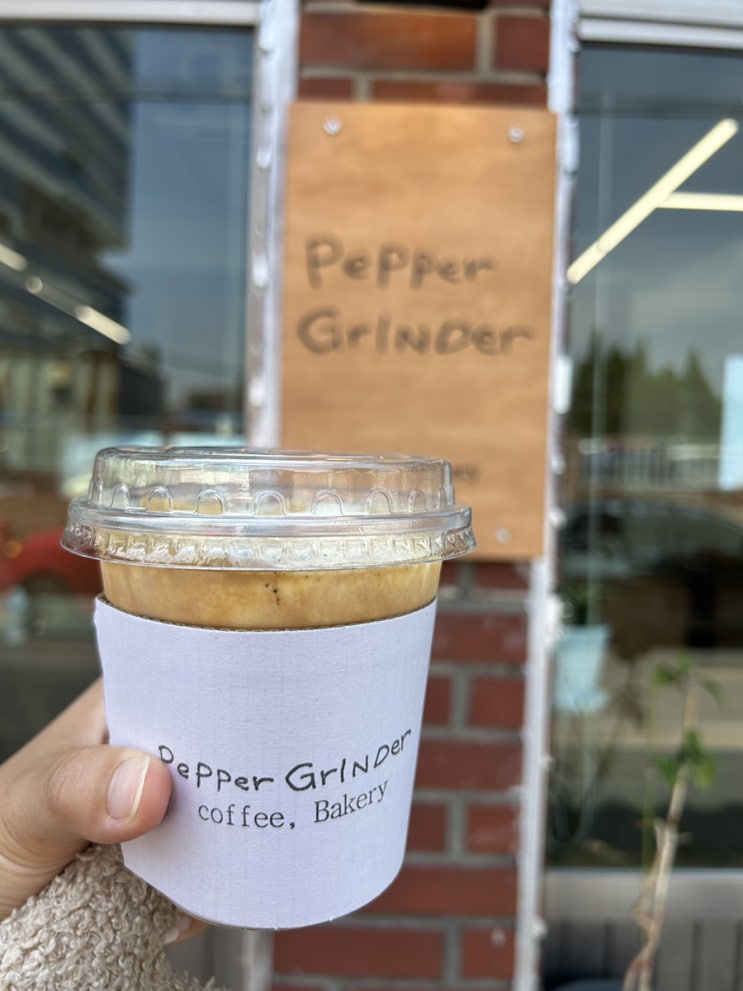 Pepper
GrINDer
Pepper GrINDer
coffee, Bakery